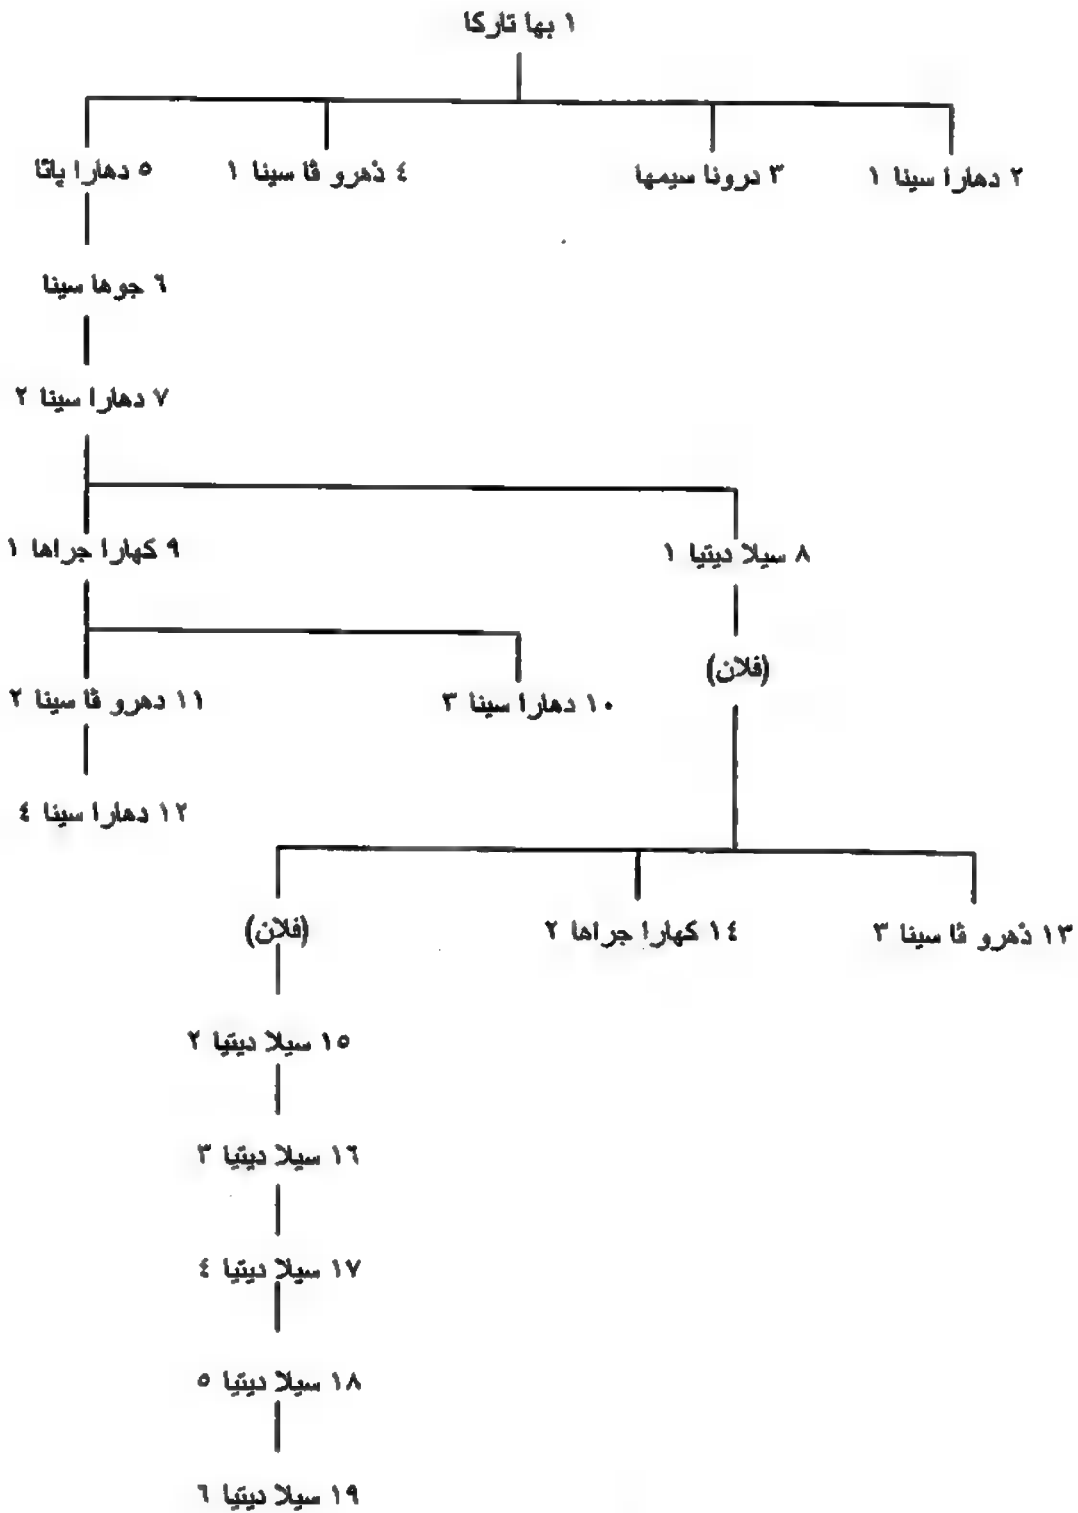 ١ بها تاركا
٢ دهارا سينا ١
٣ درونا سيمها
٤ ذهرو ڤا سينا ١
٥ دهارا پاتا
٦ جوها سينا
٧ دهارا سينا ٢
٨ سيلا ديتيا ١
٩ كهارا جراها ١
(فلان)
١٠ دهارا سينا ٣
١١ دهرو ڤا سينا ٢
١٢ دهارا سينا ٤
١٣ ذهرو ڤا سينا ٣
١٤ كهارا جراها ٢
(فلان)
١٥ سيلا ديتيا ٢
١٦ سيلا ديتيا ٣
١٧ سيلا ديتيا ٤
١٨ سيلا ديتيا ٥
١٩ سيلا ديتيا ٦